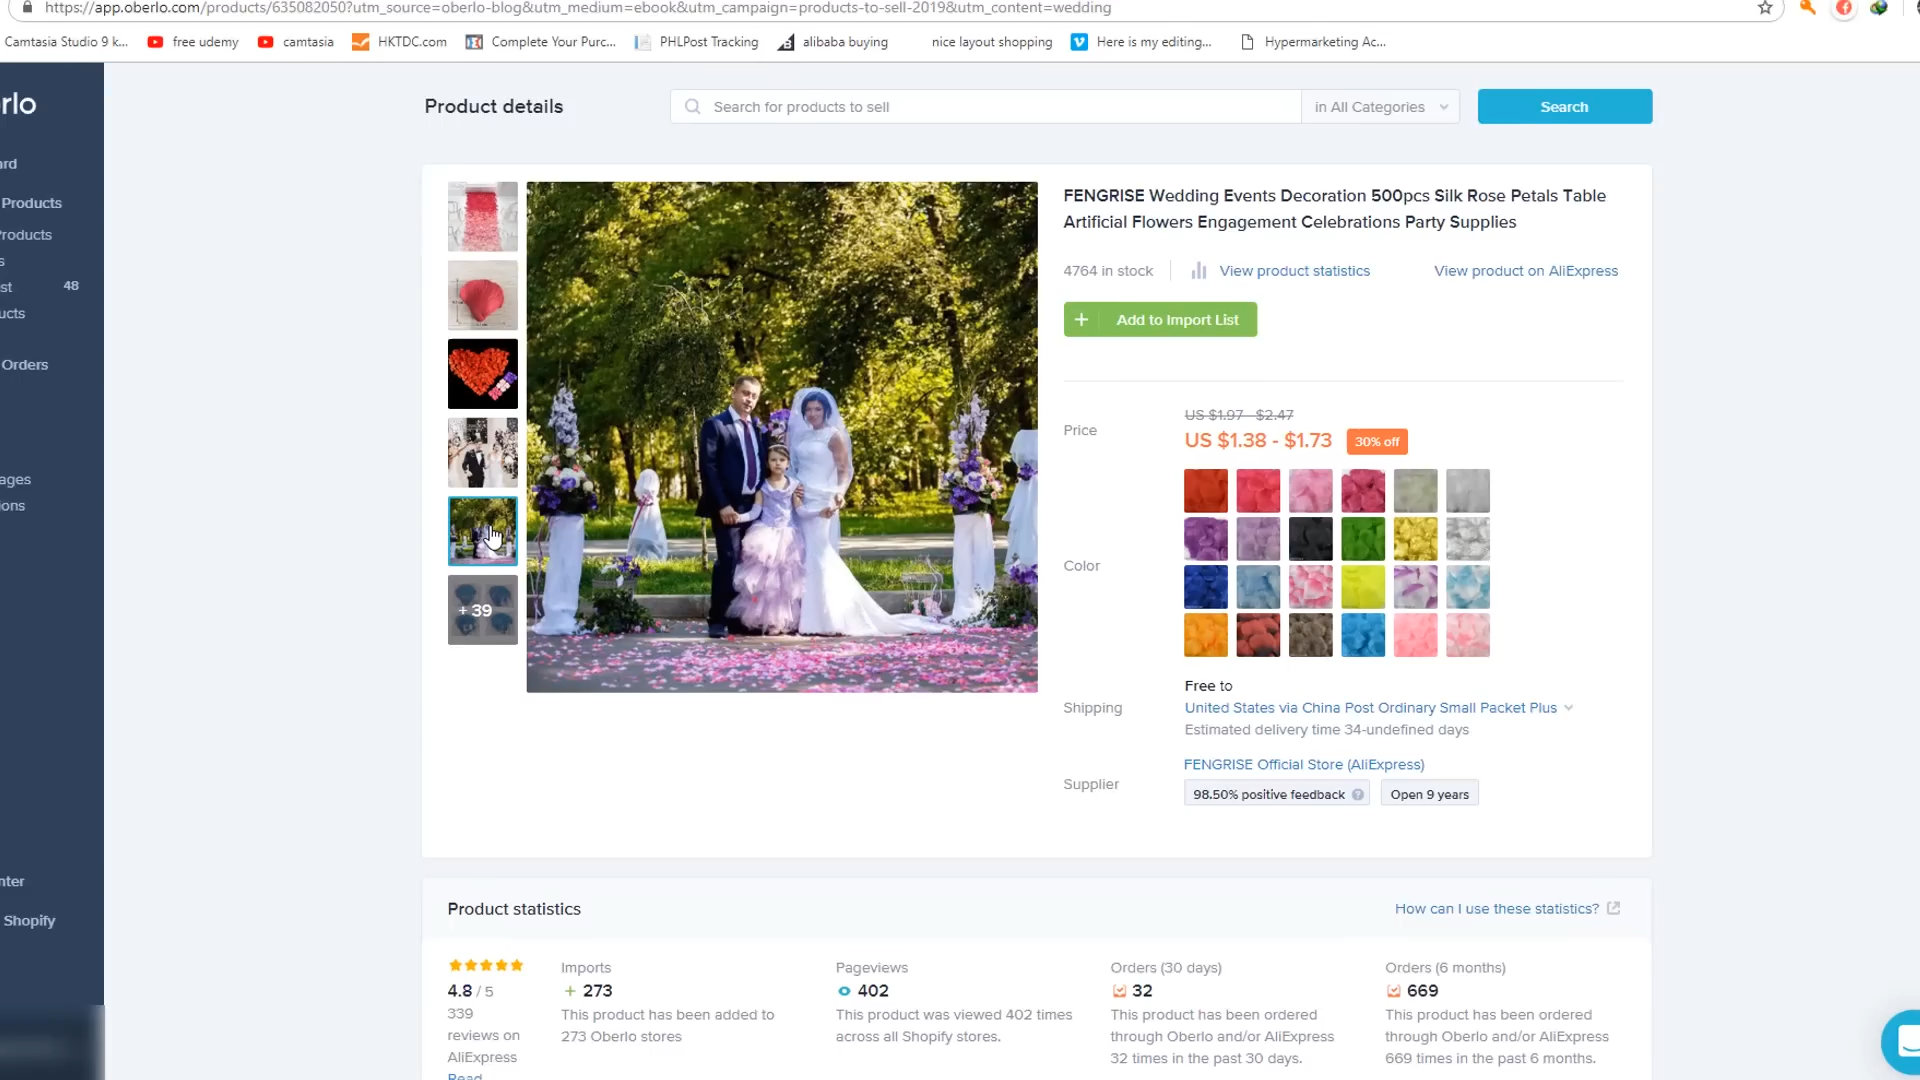 https://app.oberlo.com/products/635082050?utm_source=oberlo-blog&utm_medium=ebook&utm_campaign=products-to-sell-2019&utm_content=wedding
Camtasia Studio 9 k... free udemy camtasia HKTDC.com Complete Your Purc... PHLPost Tracking alibaba buying nice layout shopping Here is my editing... Hypermarketing Ac...
rlo
ard
Products
Products
s
st 48
ucts
Orders
ages
ions
nter
Shopify
Product details
Search for products to sell
in All Categories
Search
+ 39
FENGRISE Wedding Events Decoration 500pcs Silk Rose Petals Table
Artificial Flowers Engagement Celebrations Party Supplies
4764 in stock View product statistics View product on AliExpress
+ Add to Import List
Price
US $1.97 - $2.47
US $1.38 - $1.73 30% off
Color
Shipping
Free to
United States via China Post Ordinary Small Packet Plus
Estimated delivery time 34-undefined days
Supplier
FENGRISE Official Store (AliExpress)
98.50% positive feedback ? Open 9 years
Product statistics
How can I use these statistics?
4.8 / 5
339
reviews on
AliExpress
Read
Imports
+ 273
This product has been added to
273 Oberlo stores
Pageviews
402
This product was viewed 402 times
across all Shopify stores.
Orders (30 days)
32
This product has been ordered
through Oberlo and/or AliExpress
32 times in the past 30 days.
Orders (6 months)
669
This product has been ordered
through Oberlo and/or AliExpress
669 times in the past 6 months.